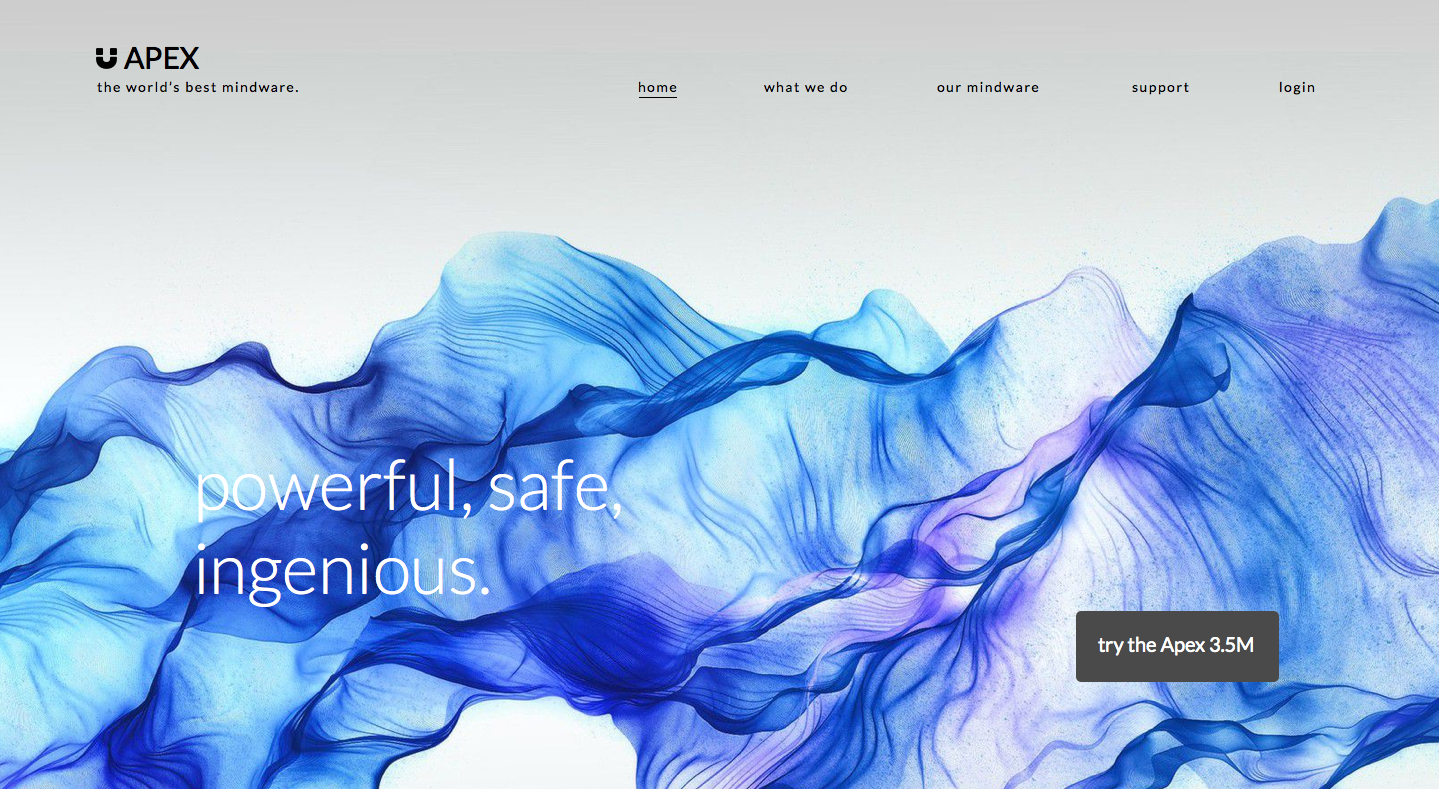 APEX
the world's best mindware.
home
what we do
our mindware
support
login
powerful, safe,
ingenious.
try the Apex 3.5M